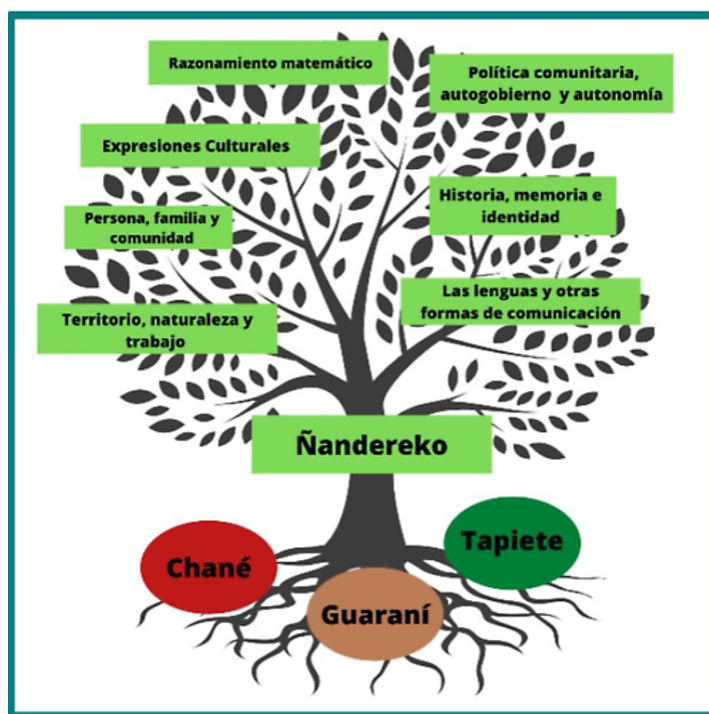 Razonamiento matemático
Política comunitaria,
autogobierno y autonomía
Expresiones Culturales
Historia, memoria e
identidad
Persona, familia y
comunidad
Las lenguas y otras
formas de comunicación
Territorio, naturaleza y
trabajo
Ñandereko
Chané
Tapiete
Guaraní